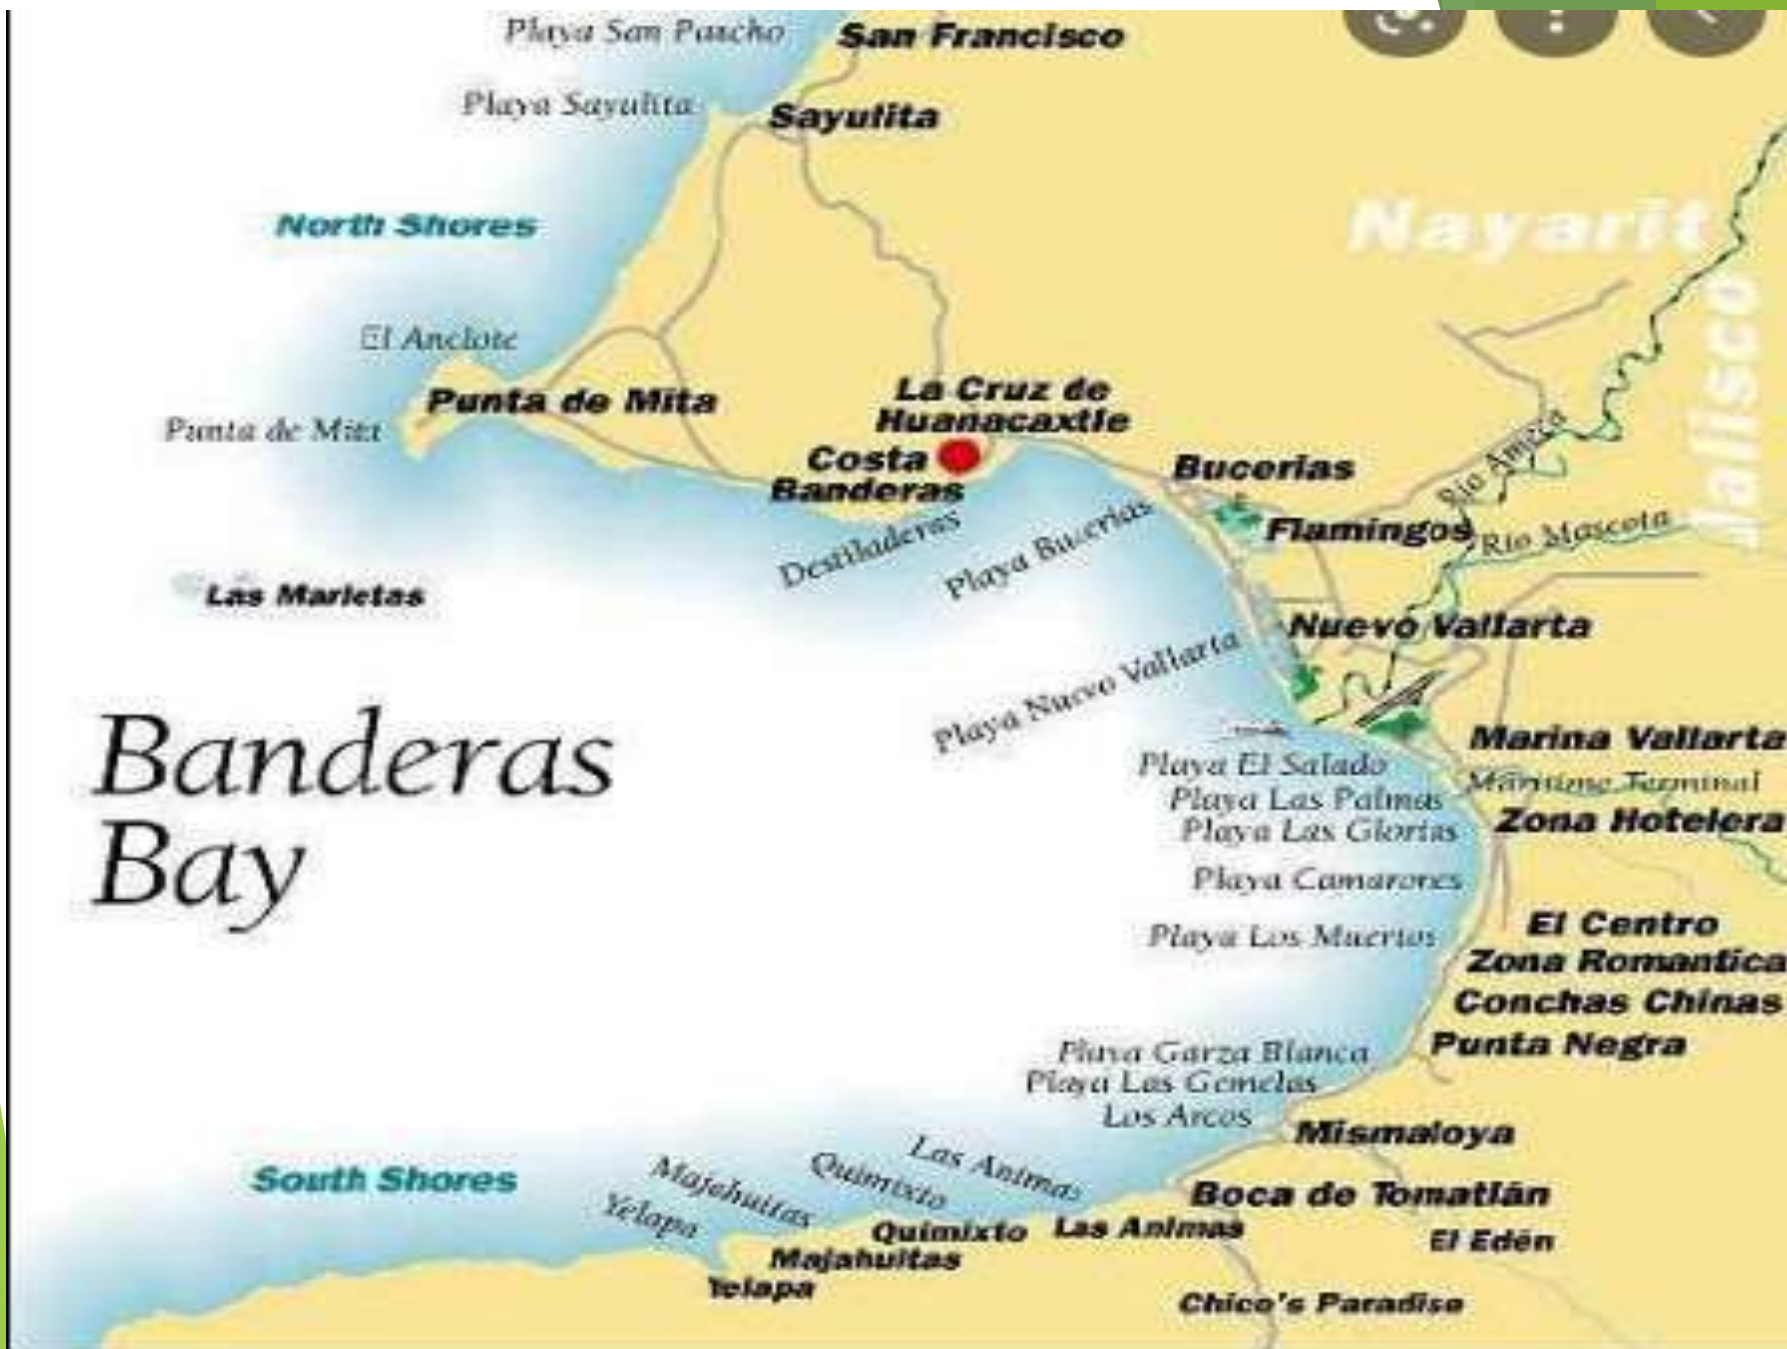 Playa San Pancho
San Francisco
Playa Sayulita
Sayulita
North Shores
Nayarit
Jalisco
El Anclote
Punta de Mita
Punta de Mita
La Cruz de
Huanacaxtle
Costa
Banderas
Bucerias
Destiladeras
Playa Bucerias
Flamingos
Rio Ameca
Rio Mascota
Las Marietas
Nuevo Vallarta
Playa Nuevo Vallarta
Banderas
Bay
Marina Vallarta
Playa El Salado
Maritime Terminal
Playa Las Palmas
Zona Hotelera
Playa Las Glorias
Playa Camarones
El Centro
Playa Los Muertos
Zona Romantica
Conchas Chinas
Punta Negra
Playa Garza Blanca
Playa Las Gemelas
Los Arcos
Mismaloya
South Shores
Las Animas
Quimixto
Majahuitas
Yelapa
Boca de Tomatlán
Quimixto
Las Animas
El Edén
Majahuitas
Yelapa
Chico's Paradise